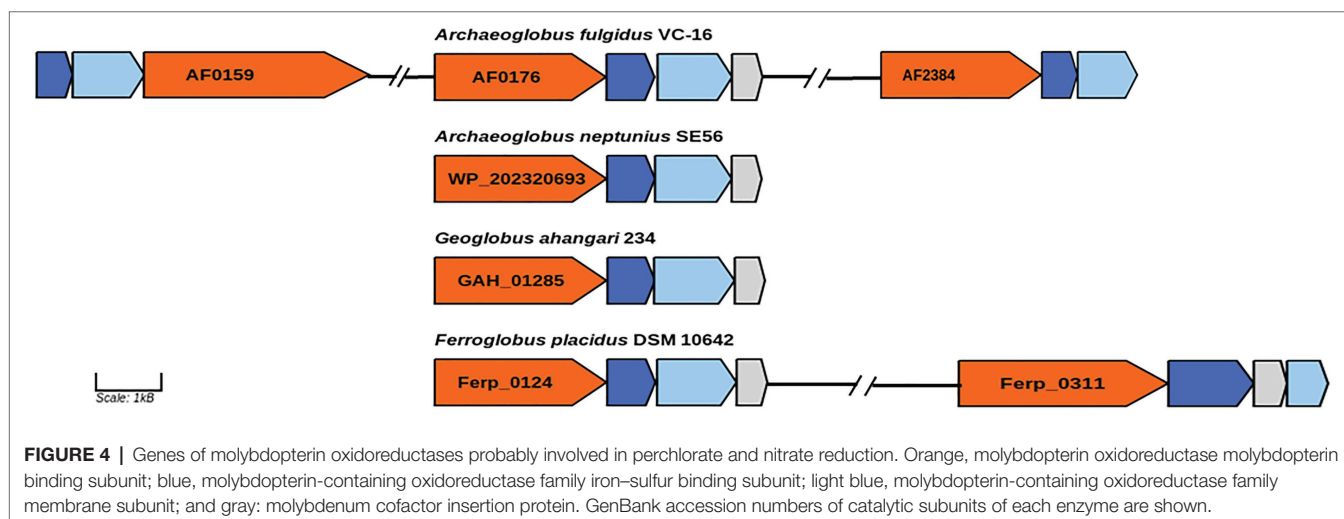 Archaeoglobus fulgidus VC-16
AF0159
AF0176
AF2384
Archaeoglobus neptunius SE56
WP_202320693
Geoglobus ahangari 234
GAH_01285
Ferroglobus placidus DSM 10642
Ferp_0124
Ferp_0311
Scale: 1kB
FIGURE 4 | Genes of molybdopterin oxidoreductases probably involved in perchlorate and nitrate reduction. Orange, molybdopterin oxidoreductase molybdopterin
binding subunit; blue, molybdopterin-containing oxidoreductase family iron–sulfur binding subunit; light blue, molybdopterin-containing oxidoreductase family
membrane subunit; and gray: molybdenum cofactor insertion protein. GenBank accession numbers of catalytic subunits of each enzyme are shown.